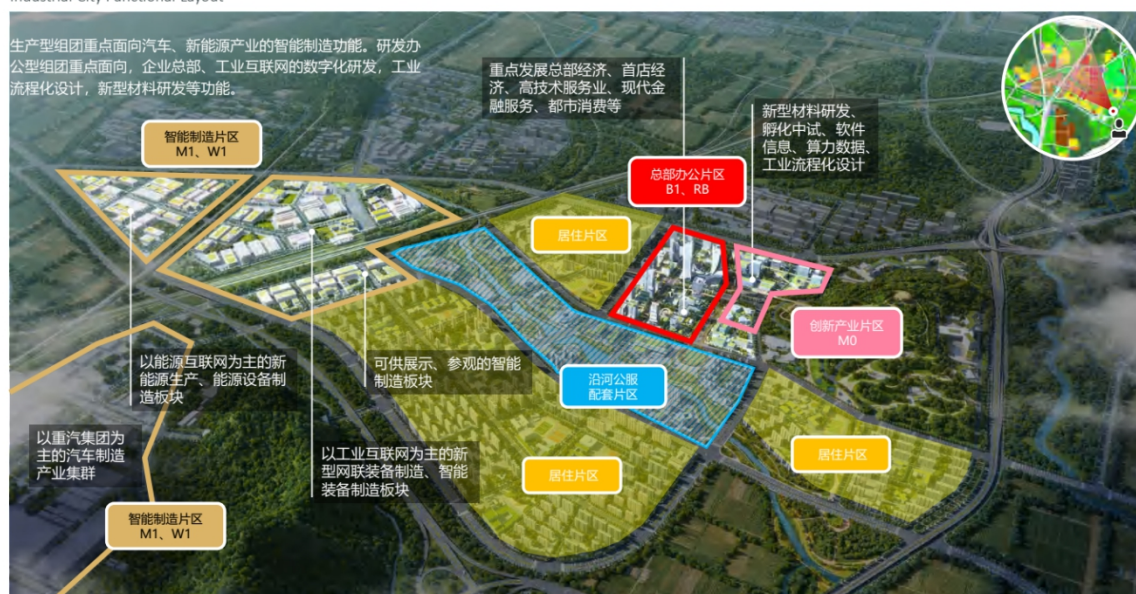 Industrial City Functional Layout
生产型组团重点面向汽车、新能源产业的智能制造功能。研发办
公型组团重点面向，企业总部、工业互联网的数字化研发，工业
流程化设计，新型材料研发等功能。
重点发展总部经济、首店经
济、高技术服务业、现代金
融服务、都市消费等
新型材料研发、
孵化中试、软件
信息、算力数据、
工业流程化设计
智能制造片区
M1、W1
总部办公片区
B1、RB
居住片区
创新产业片区
M0
以能源互联网为主的新
能源生产、能源设备制
造板块
可供展示、参观的智能
制造板块
沿河公服
配套片区
以重汽集团为
主的汽车制造
产业集群
以工业互联网为主的新
型网联装备制造、智能
装备制造板块
居住片区
居住片区
智能制造片区
M1、W1